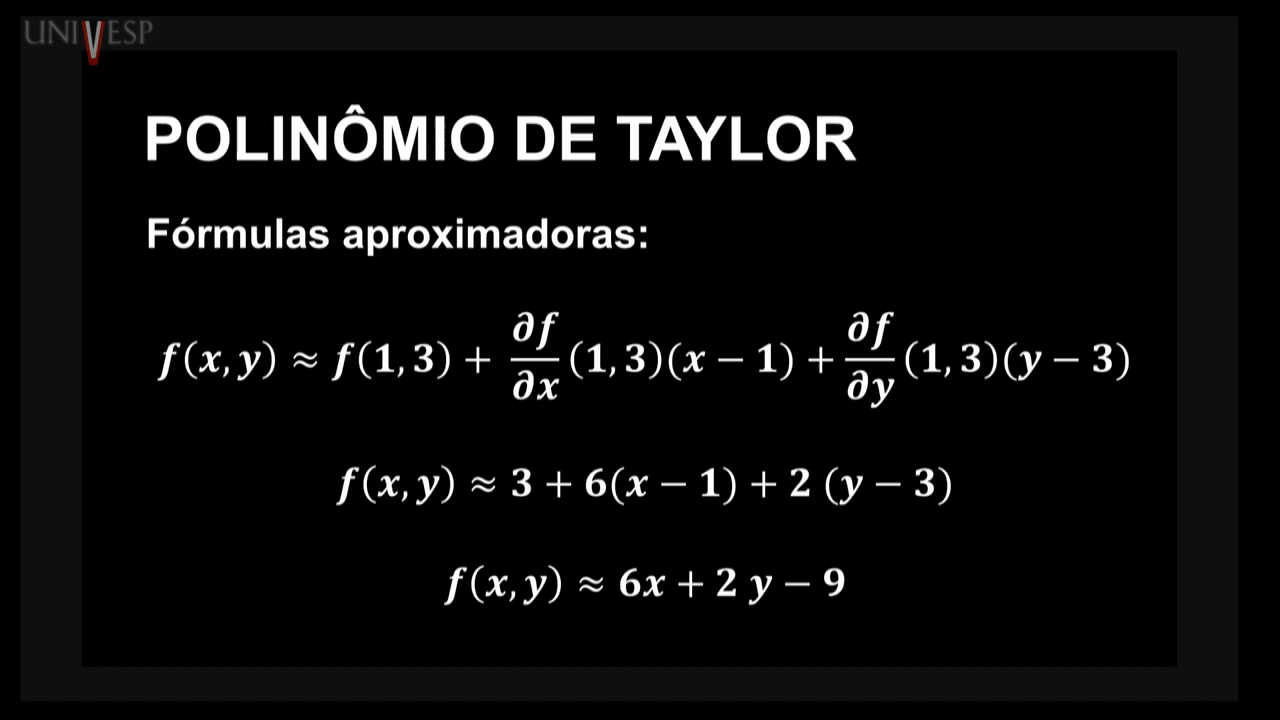 UNIVESP
POLINÔMIO DE TAYLOR
Fórmulas aproximadoras:
f(x, y) ≈ f(1, 3) + ∂f/∂x (1, 3)(x − 1) + ∂f/∂y (1, 3)(y − 3)
f(x, y) ≈ 3 + 6(x − 1) + 2 (y − 3)
f(x, y) ≈ 6x + 2 y − 9